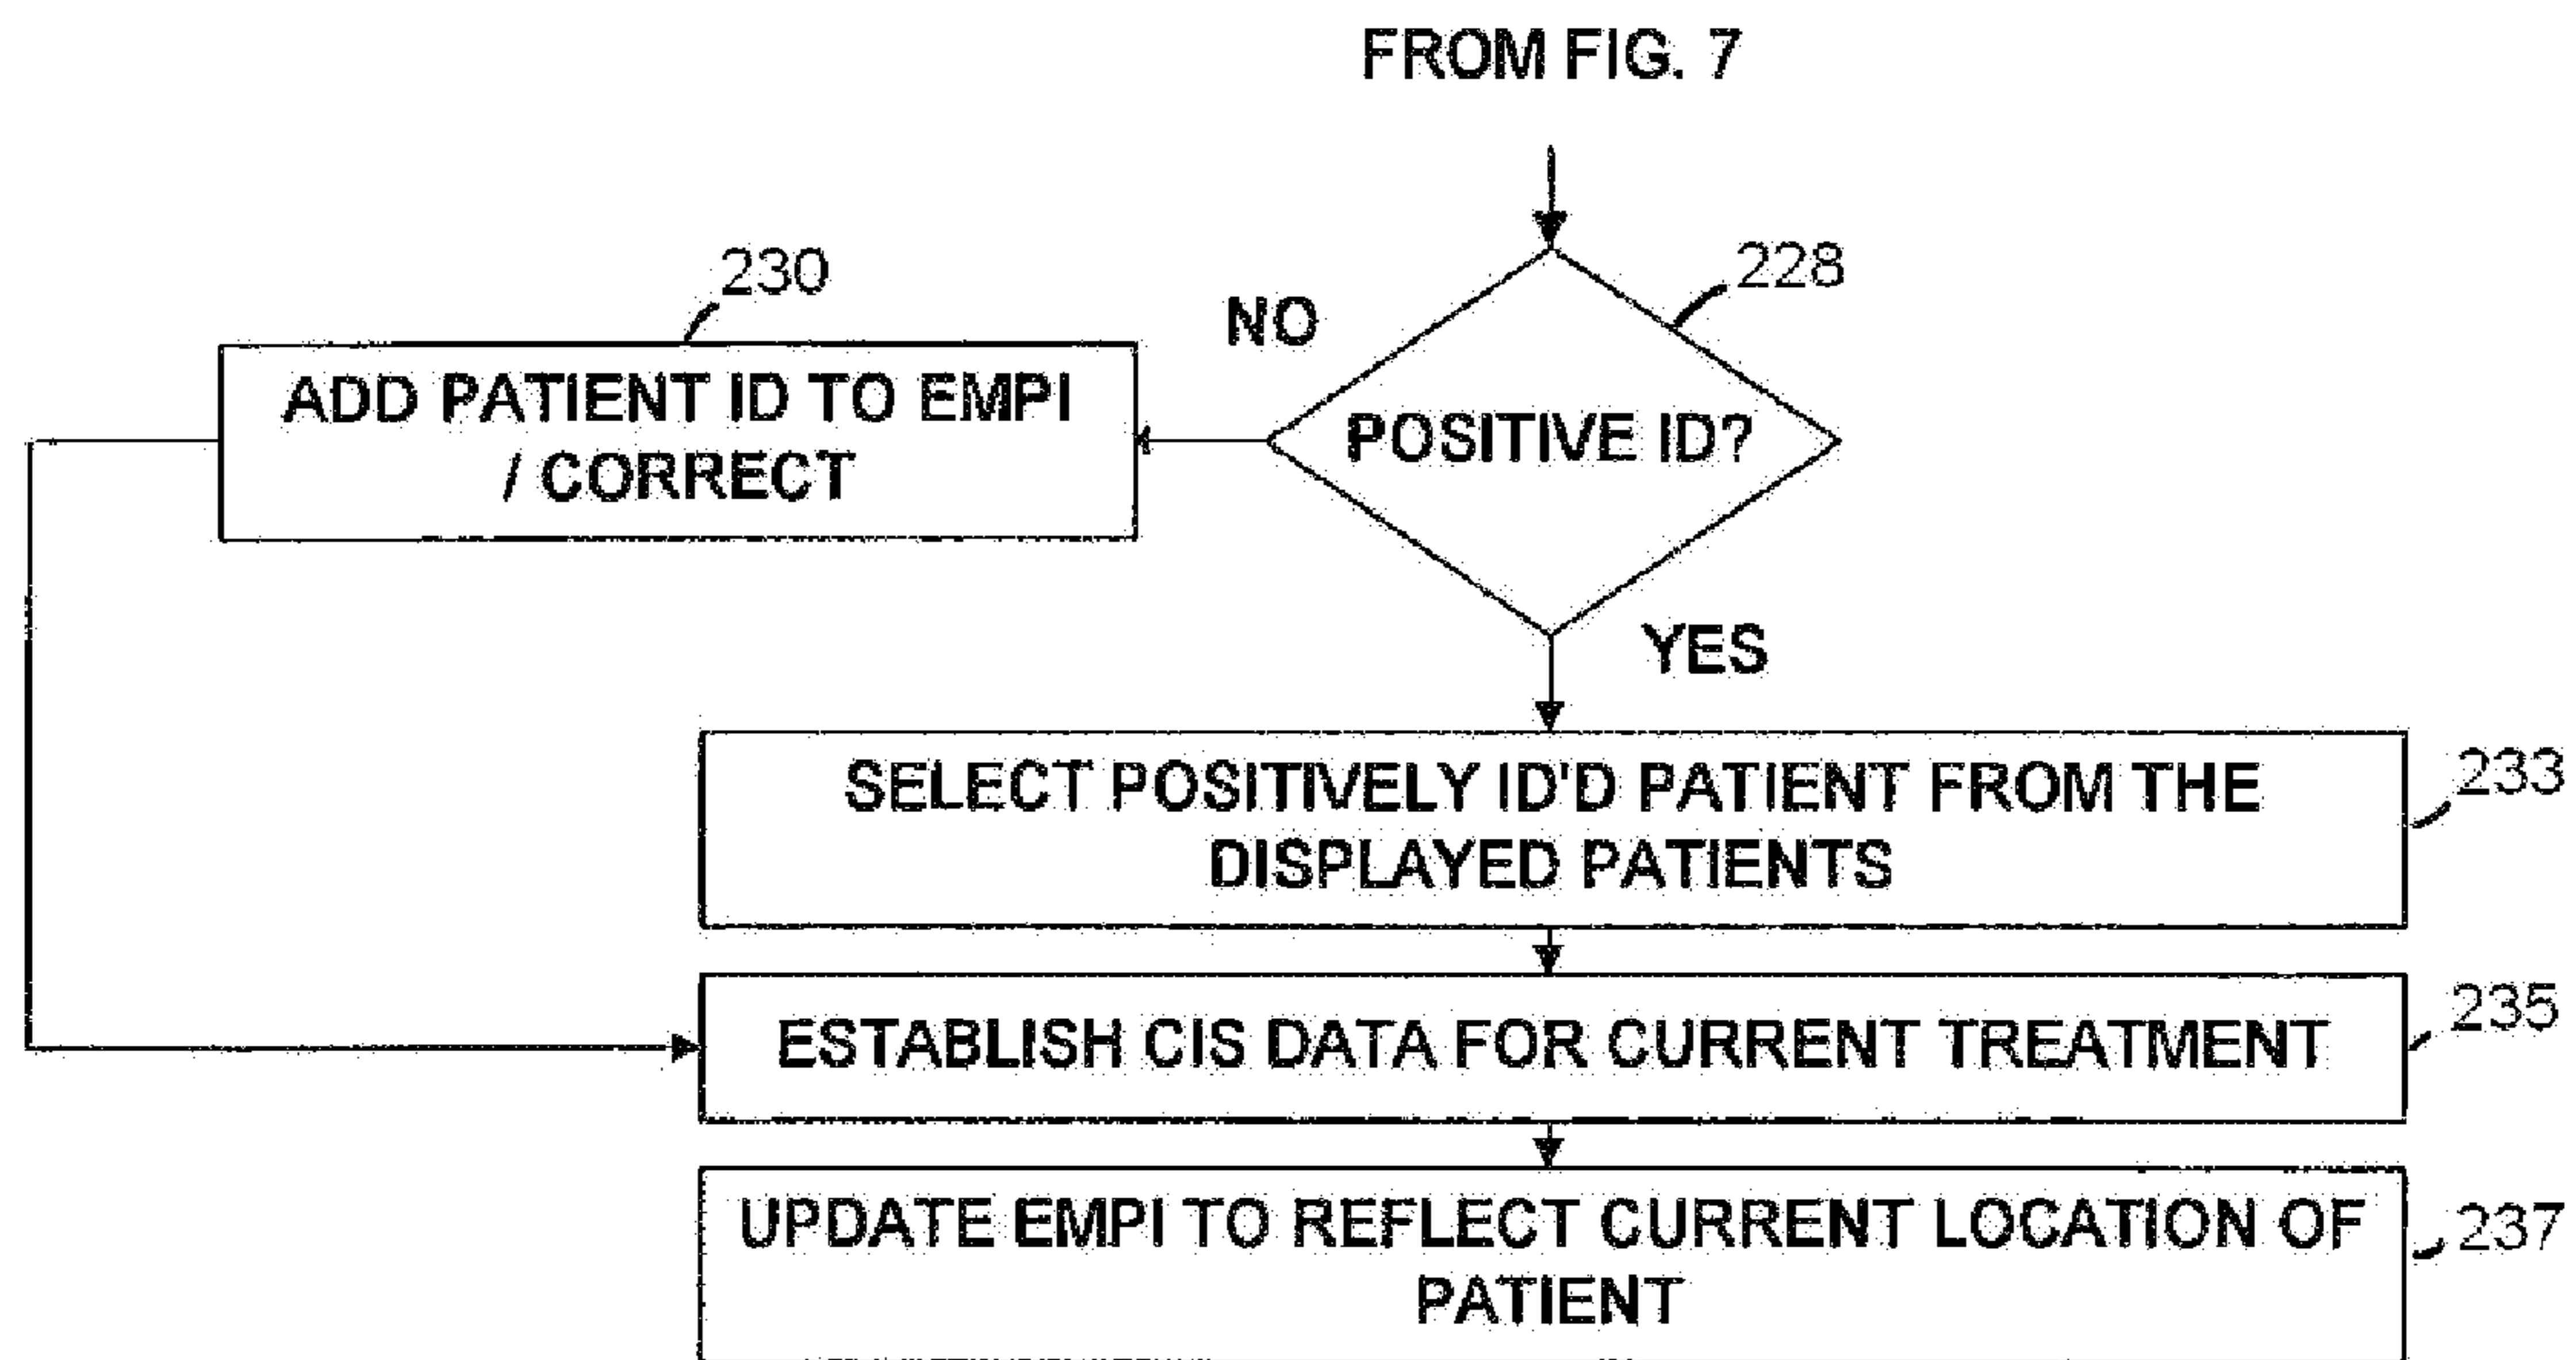 FROM FIG. 7
228
230
NO
POSITIVE ID?
ADD PATIENT ID TO EMPI
/ CORRECT
YES
SELECT POSITIVELY ID'D PATIENT FROM THE
DISPLAYED PATIENTS
233
ESTABLISH CIS DATA FOR CURRENT TREATMENT
235
UPDATE EMPI TO REFLECT CURRENT LOCATION OF
PATIENT
237